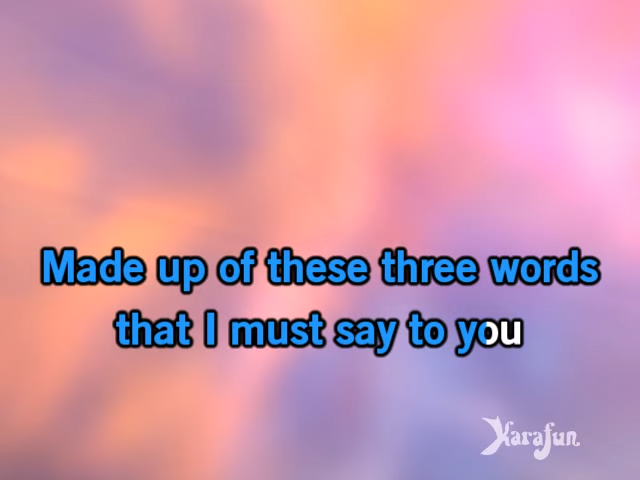 Made up of these three words
that I must say to you
Karafun